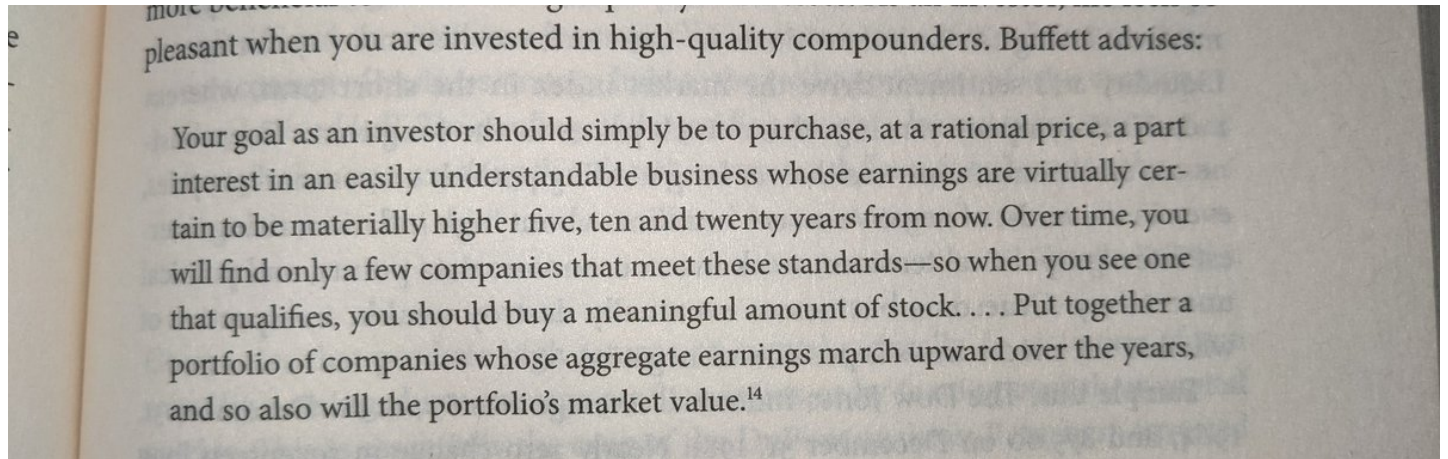 e
pleasant when you are invested in high-quality compounders. Buffett advises:
Your goal as an investor should simply be to purchase, at a rational price, a part
interest in an easily understandable business whose earnings are virtually cer-
tain to be materially higher five, ten and twenty years from now. Over time, you
will find only a few companies that meet these standards—so when you see one
that qualifies, you should buy a meaningful amount of stock. . . . Put together a
portfolio of companies whose aggregate earnings march upward over the years,
and so also will the portfolio’s market value.¹⁴